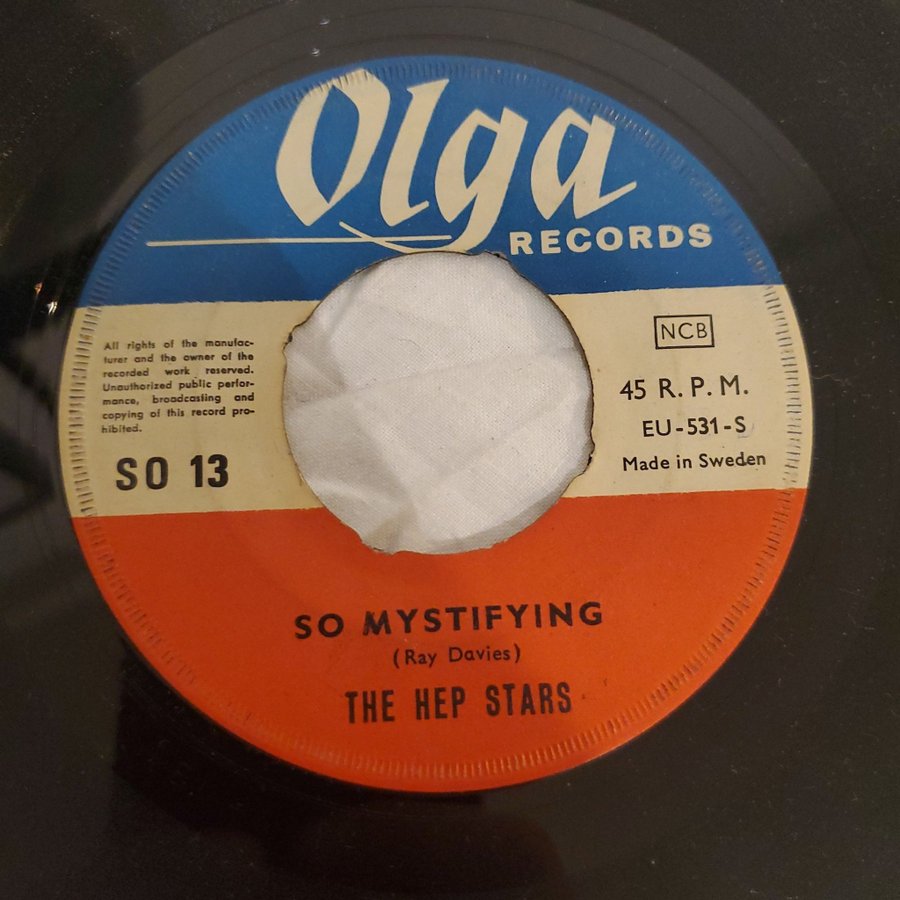 Olga
RECORDS
All rights of the manufac-
turer and the owner of the
recorded work reserved.
Unauthorized public perfor-
mance, broadcasting and
copying of this record pro-
hibited.
SO 13
NCB
45 R.P.M.
EU-531-S
Made in Sweden
SO MYSTIFYING
(Ray Davies)
THE HEP STARS